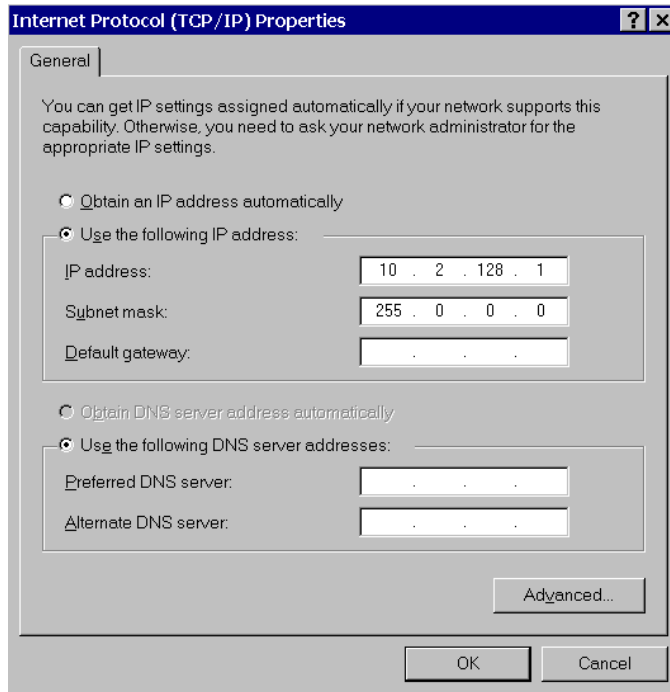 Internet Protocol (TCP/IP) Properties
General
You can get IP settings assigned automatically if your network supports this
capability. Otherwise, you need to ask your network administrator for the
appropriate IP settings.
Obtain an IP address automatically
Use the following IP address:
IP address: 10 . 2 . 128 . 1
Subnet mask: 255 . 0 . 0 . 0
Default gateway: . . .
Obtain DNS server address automatically
Use the following DNS server addresses:
Preferred DNS server: . . .
Alternate DNS server: . . .
Advanced...
OK Cancel